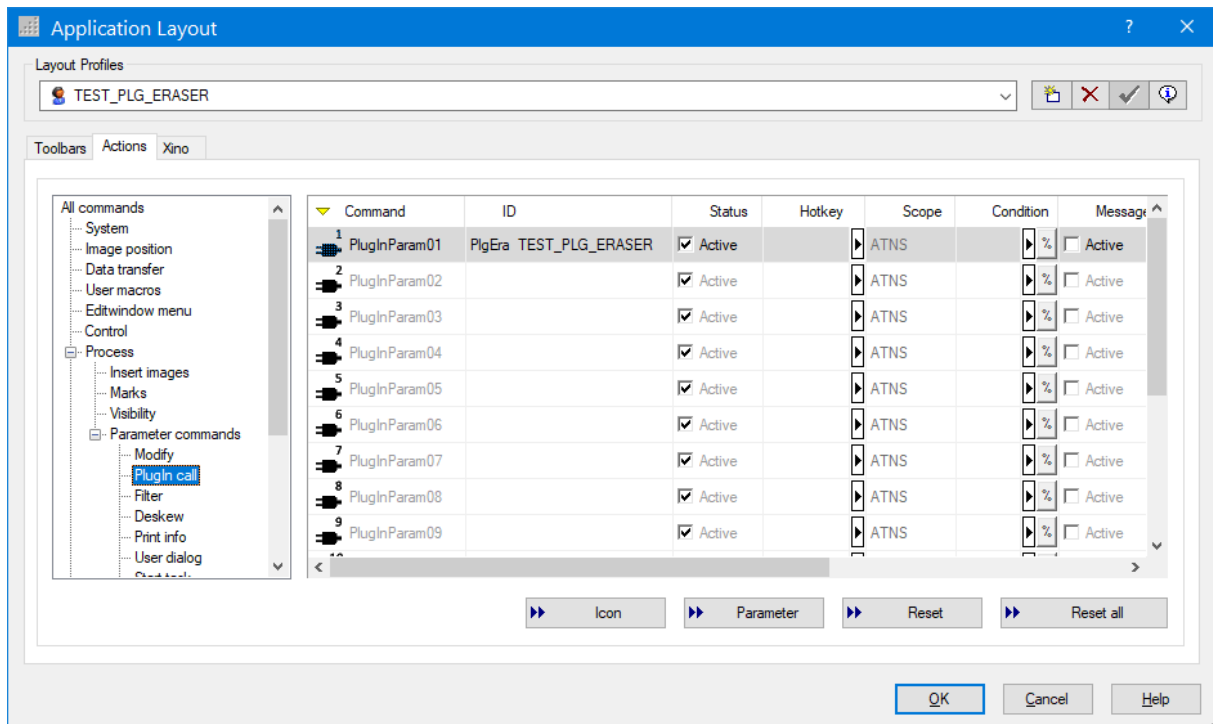 Application Layout ?
Layout Profiles
TEST_PLG_ERASER
Toolbars Actions Xino
All commands
System
Image position
Data transfer
User macros
Editwindow menu
Control
Process
Insert images
Marks
Visibility
Parameter commands
Modify
PlugIn call
Filter
Deskew
Print info
User dialog
Start task
Command ID Status Hotkey Scope Condition Message
1 PlugInParam01 PlgEra TEST_PLG_ERASER Active ATNS % Active
2 PlugInParam02 Active ATNS % Active
3 PlugInParam03 Active ATNS % Active
4 PlugInParam04 Active ATNS % Active
5 PlugInParam05 Active ATNS % Active
6 PlugInParam06 Active ATNS % Active
7 PlugInParam07 Active ATNS % Active
8 PlugInParam08 Active ATNS % Active
9 PlugInParam09 Active ATNS % Active
Icon Parameter Reset Reset all
OK Cancel Help